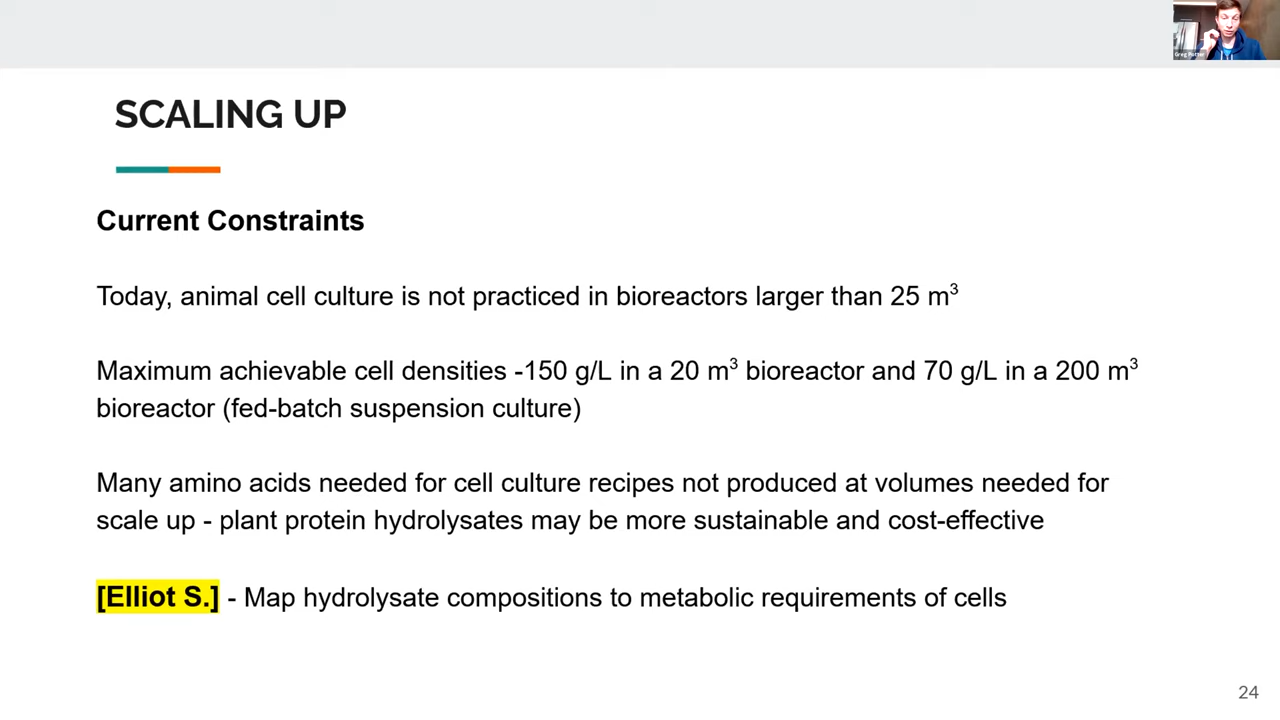 Greg Potter
SCALING UP
Current Constraints
Today, animal cell culture is not practiced in bioreactors larger than 25 m³
Maximum achievable cell densities -150 g/L in a 20 m³ bioreactor and 70 g/L in a 200 m³
bioreactor (fed-batch suspension culture)
Many amino acids needed for cell culture recipes not produced at volumes needed for
scale up - plant protein hydrolysates may be more sustainable and cost-effective
[Elliot S.] - Map hydrolysate compositions to metabolic requirements of cells
24